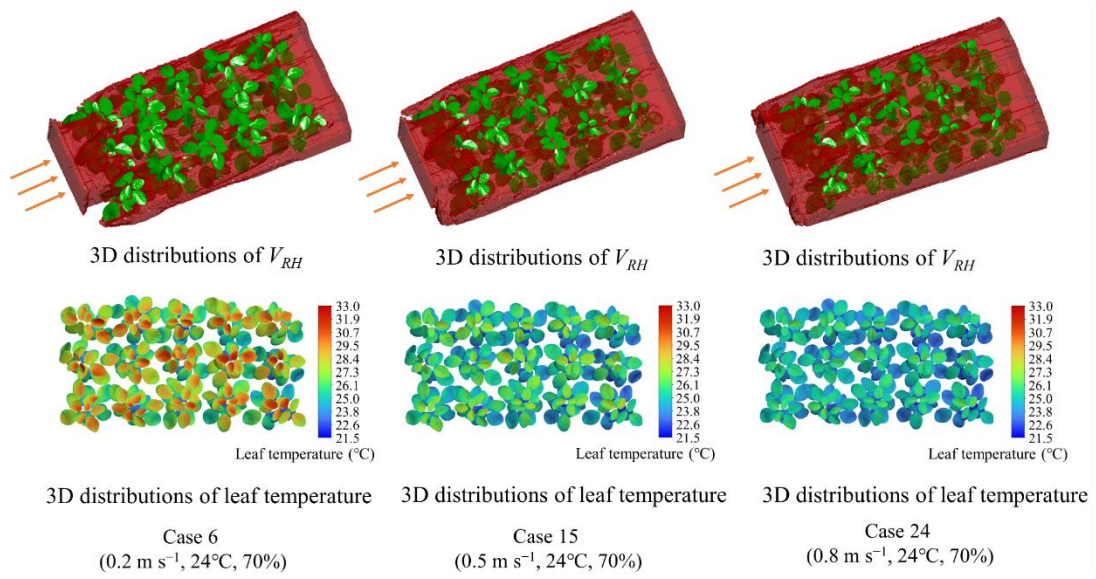 3D distributions of V_RH
3D distributions of V_RH
3D distributions of V_RH
33.0
31.9
30.7
29.5
28.4
27.3
26.1
25.0
23.8
22.6
21.5
Leaf temperature (℃)
33.0
31.9
30.7
29.5
28.4
27.3
26.1
25.0
23.8
22.6
21.5
Leaf temperature (℃)
33.0
31.9
30.7
29.5
28.4
27.3
26.1
25.0
23.8
22.6
21.5
Leaf temperature (℃)
3D distributions of leaf temperature
3D distributions of leaf temperature
3D distributions of leaf temperature
Case 6
(0.2 m s⁻¹, 24℃, 70%)
Case 15
(0.5 m s⁻¹, 24℃, 70%)
Case 24
(0.8 m s⁻¹, 24℃, 70%)